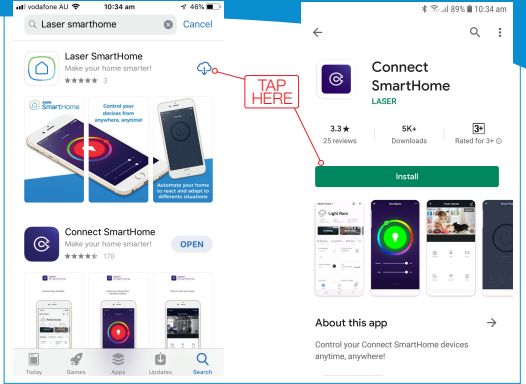 vodafone AU
10:34 am
46%
Laser smarthome
Cancel
Laser SmartHome
Make your home smarter!
3
SmartHome
Control your
devices from
anywhere, anytime!
Automate your home
to react and adapt to
differents situations
Connect SmartHome
Make your home smarter!
178
OPEN
Today
Games
Apps
Updates
Search
TAP
HERE
89% 10:34 am
Connect
SmartHome
LASER
3.3★
25 reviews
5K+
Downloads
3+
Rated for 3+
Install
Light Rain
About this app
Control your Connect SmartHome devices
anytime, anywhere!